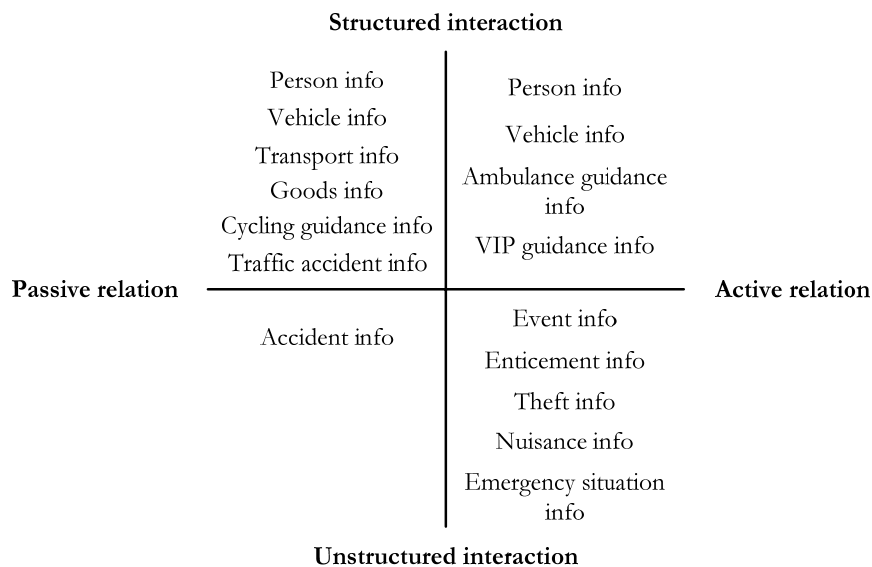 Structured interaction
Person info
Vehicle info
Transport info
Goods info
Cycling guidance info
Traffic accident info
Person info
Vehicle info
Ambulance guidance
info
VIP guidance info
Passive relation
Active relation
Accident info
Event info
Enticement info
Theft info
Nuisance info
Emergency situation
info
Unstructured interaction